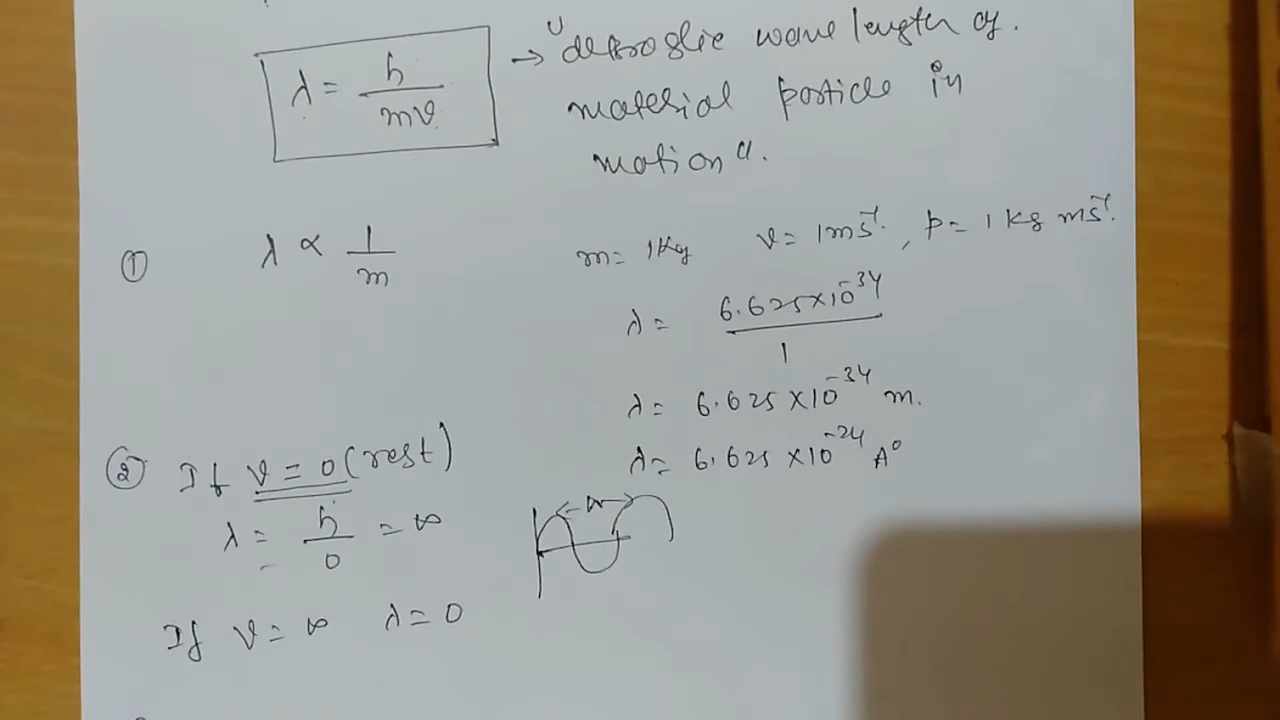 λ = h / mv → "debroglie wave length of
material particle in
motion".
① λ ∝ 1 / m
m = 1Kg v = 1ms⁻¹, p = 1 kg ms⁻¹.
λ = 6.625×10⁻³⁴ / 1
λ = 6.625 ×10⁻³⁴ m.
λ = 6.625 ×10⁻²⁴ A⁰
② If v = 0 (rest)
λ = h / 0 = ∞
If v = ∞ λ = 0